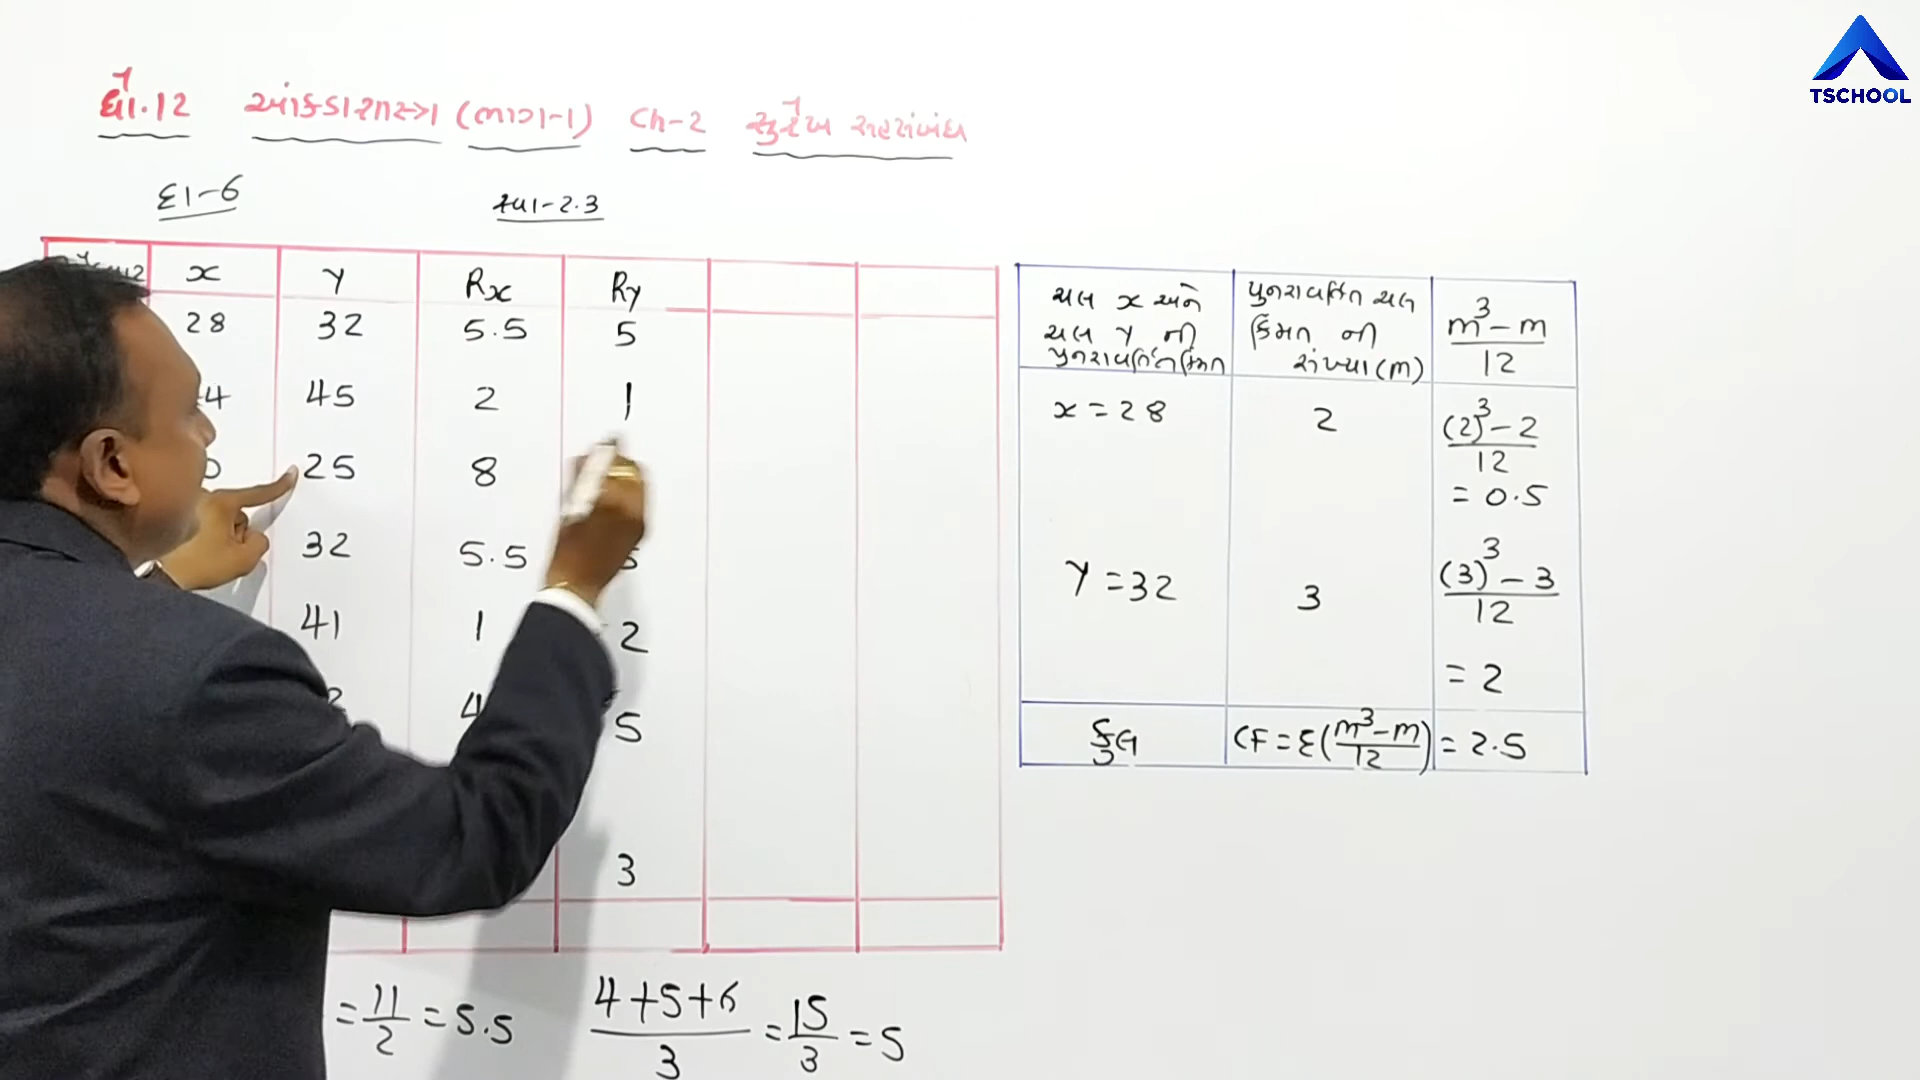 TSCHOOL
ધો.12 આંકડાશાસ્ત્ર (ભાગ-1) Ch-2 સુરેખ સહસંબંધ
દા-6 સ્વા-2.3
x Y Rx Ry
28 32 5.5 5
4 45 2 1
25 8
32 5.5
41 1 2
4 5
3
= 11/2 = 5.5 4+5+6/3 = 15/3 = 5
ચલ x અને
ચલ Y ની
પુનરાવર્તિત કિંમત
પુનરાવર્તિત ચલ
કિંમત ની
સંખ્યા (m)
m³-m/12
x = 28 2 (2)³-2/12
= 0.5
Y = 32 3 (3)³-3/12
= 2
કુલ CF = Σ(m³-m/12) = 2.5